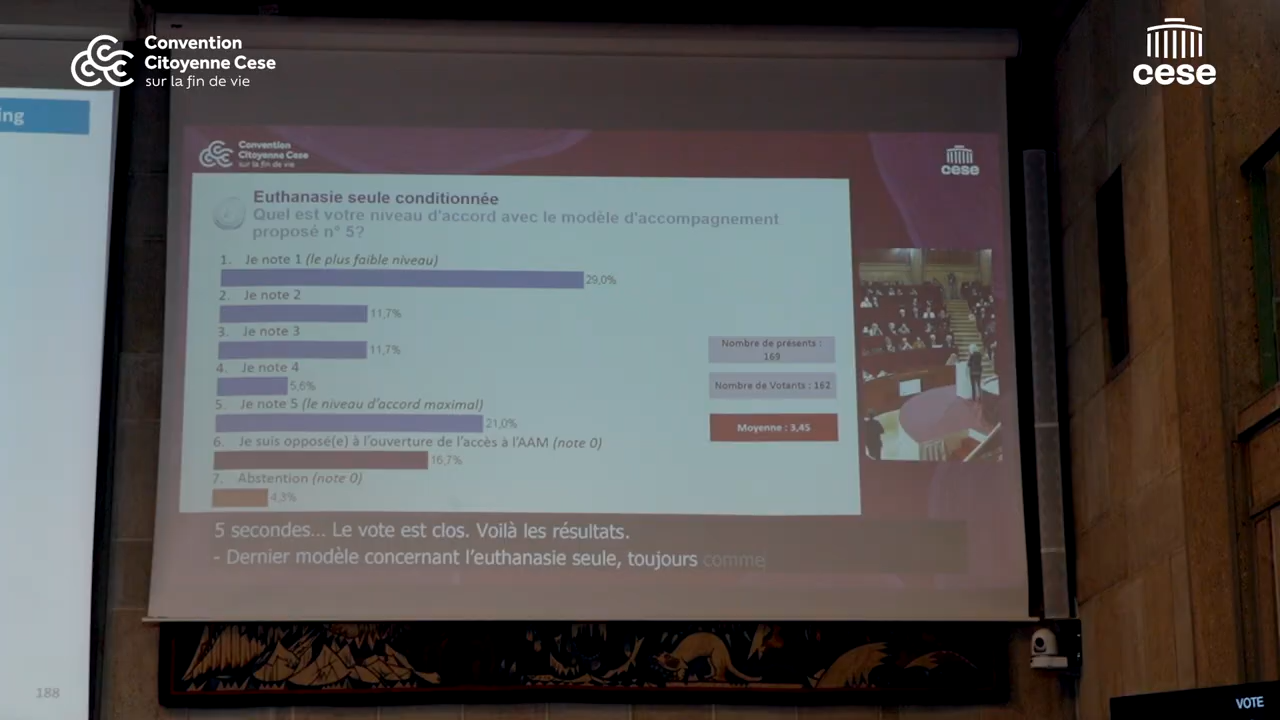 Convention
Citoyenne Cese
sur la fin de vie
cese
ing
Convention
Citoyenne Cese
sur la fin de vie
cese
Euthanasie seule conditionnée
Quel est votre niveau d'accord avec le modèle d'accompagnement
proposé n° 5?
1. Je note 1 (le plus faible niveau)
29,0%
2. Je note 2
11,7%
3. Je note 3
11,7%
4. Je note 4
5,6%
5. Je note 5 (le niveau d'accord maximal)
21,0%
6. Je suis opposé(e) à l'ouverture de l'accès à l'AAM (note 0)
16,7%
7. Abstention (note 0)
4,3%
Nombre de présents :
169
Nombre de Votants : 162
Moyenne : 3,45
5 secondes... Le vote est clos. Voilà les résultats.
- Dernier modèle concernant l'euthanasie seule, toujours comme
188
VOTE